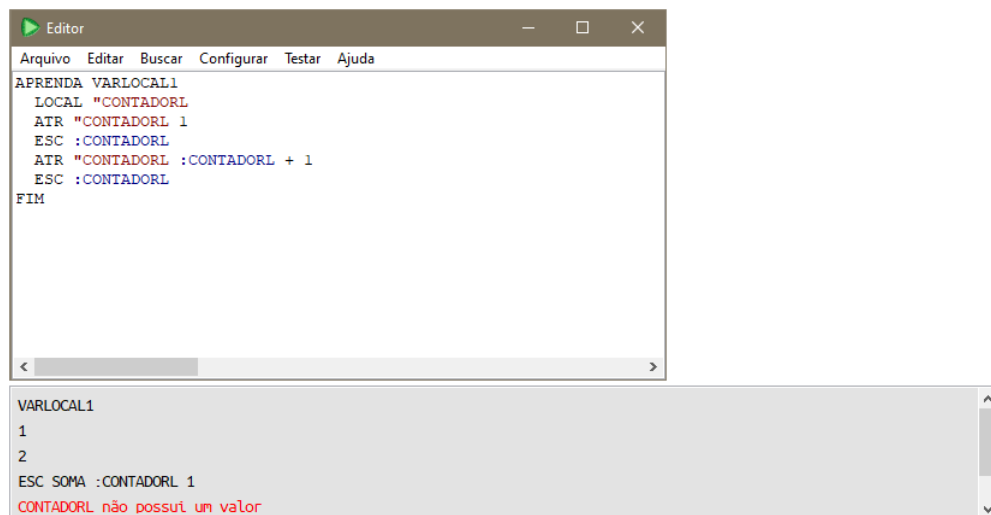 Editor
Arquivo Editar Buscar Configurar Testar Ajuda
APRENDA VARLOCAL1
LOCAL "CONTADORL
ATR "CONTADORL 1
ESC :CONTADORL
ATR "CONTADORL :CONTADORL + 1
ESC :CONTADORL
FIM
VARLOCAL1
1
2
ESC SOMA :CONTADORL 1
CONTADORL não possui um valor